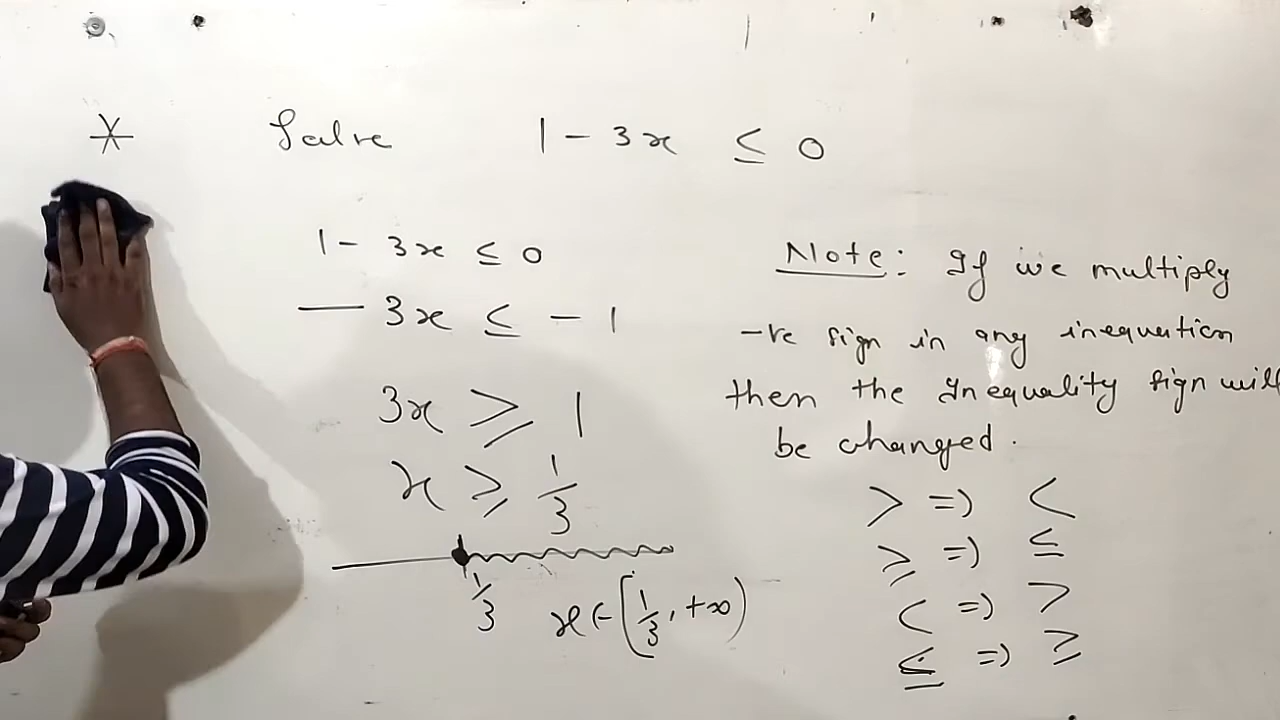 * Solve 1 - 3x ≤ 0
1 - 3x ≤ 0
- 3x ≤ - 1
3x ≥ 1
x ≥ 1/3
1/3
x ∈ [1/3, +∞)
Note: If we multiply
-ve sign in any inequation
then the Inequality sign will
be changed.
> => <
≥ => ≤
< => >
≤ => ≥